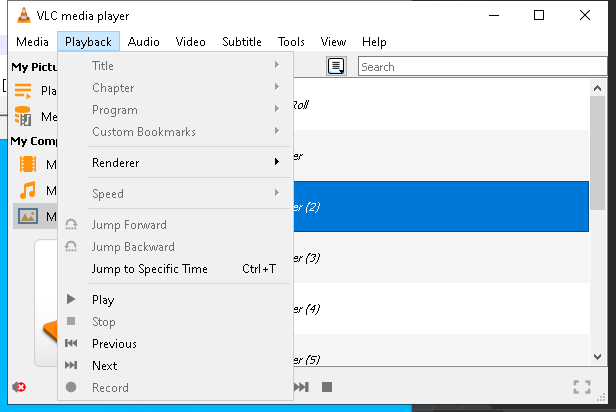 VLC media player
Media Playback Audio Video Subtitle Tools View Help
My Pictu
Search
Title
Chapter
Program
Custom Bookmarks
Renderer
Speed
Jump Forward
Jump Backward
Jump to Specific Time Ctrl+T
Play
Stop
Previous
Next
Record
Pla
Me
My Comp
M
M
M
Roll
er
er (2)
er (3)
er (4)
er (5)